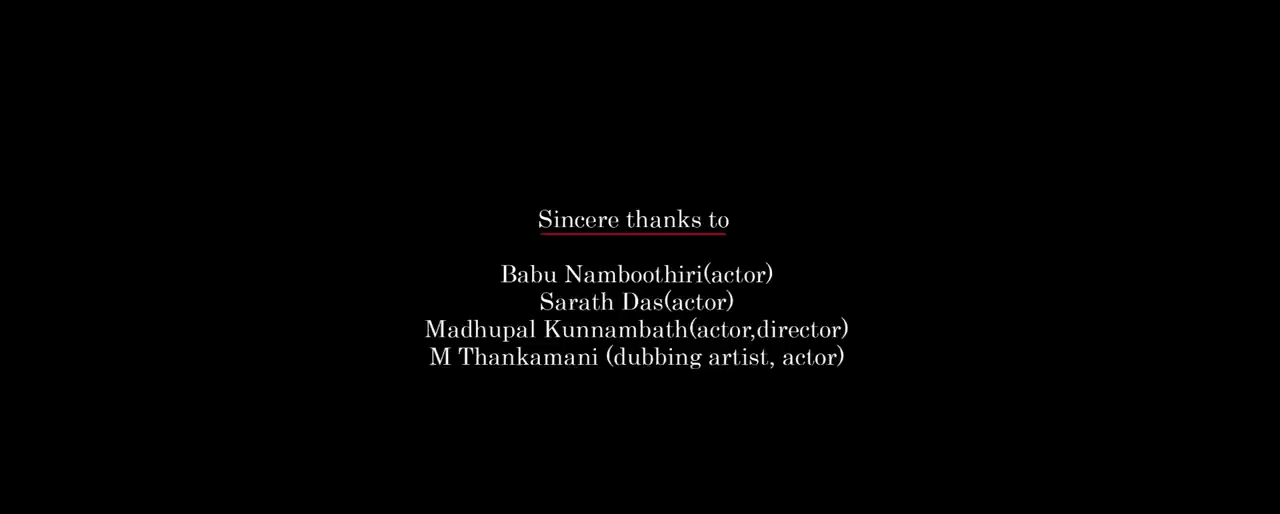 Sincere thanks to
Babu Namboothiri(actor)
Sarath Das(actor)
Madhupal Kunnambath(actor,director)
M Thankamani (dubbing artist, actor)